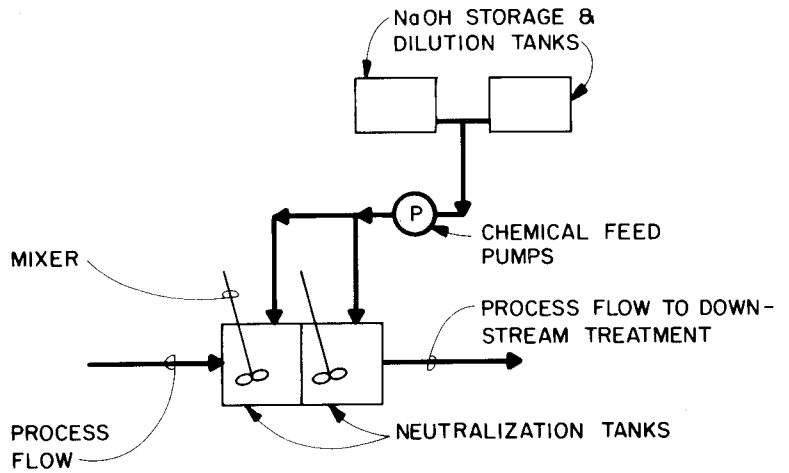 NaOH STORAGE &
DILUTION TANKS
P
CHEMICAL FEED
PUMPS
MIXER
PROCESS FLOW TO DOWN-
STREAM TREATMENT
PROCESS
FLOW
NEUTRALIZATION TANKS